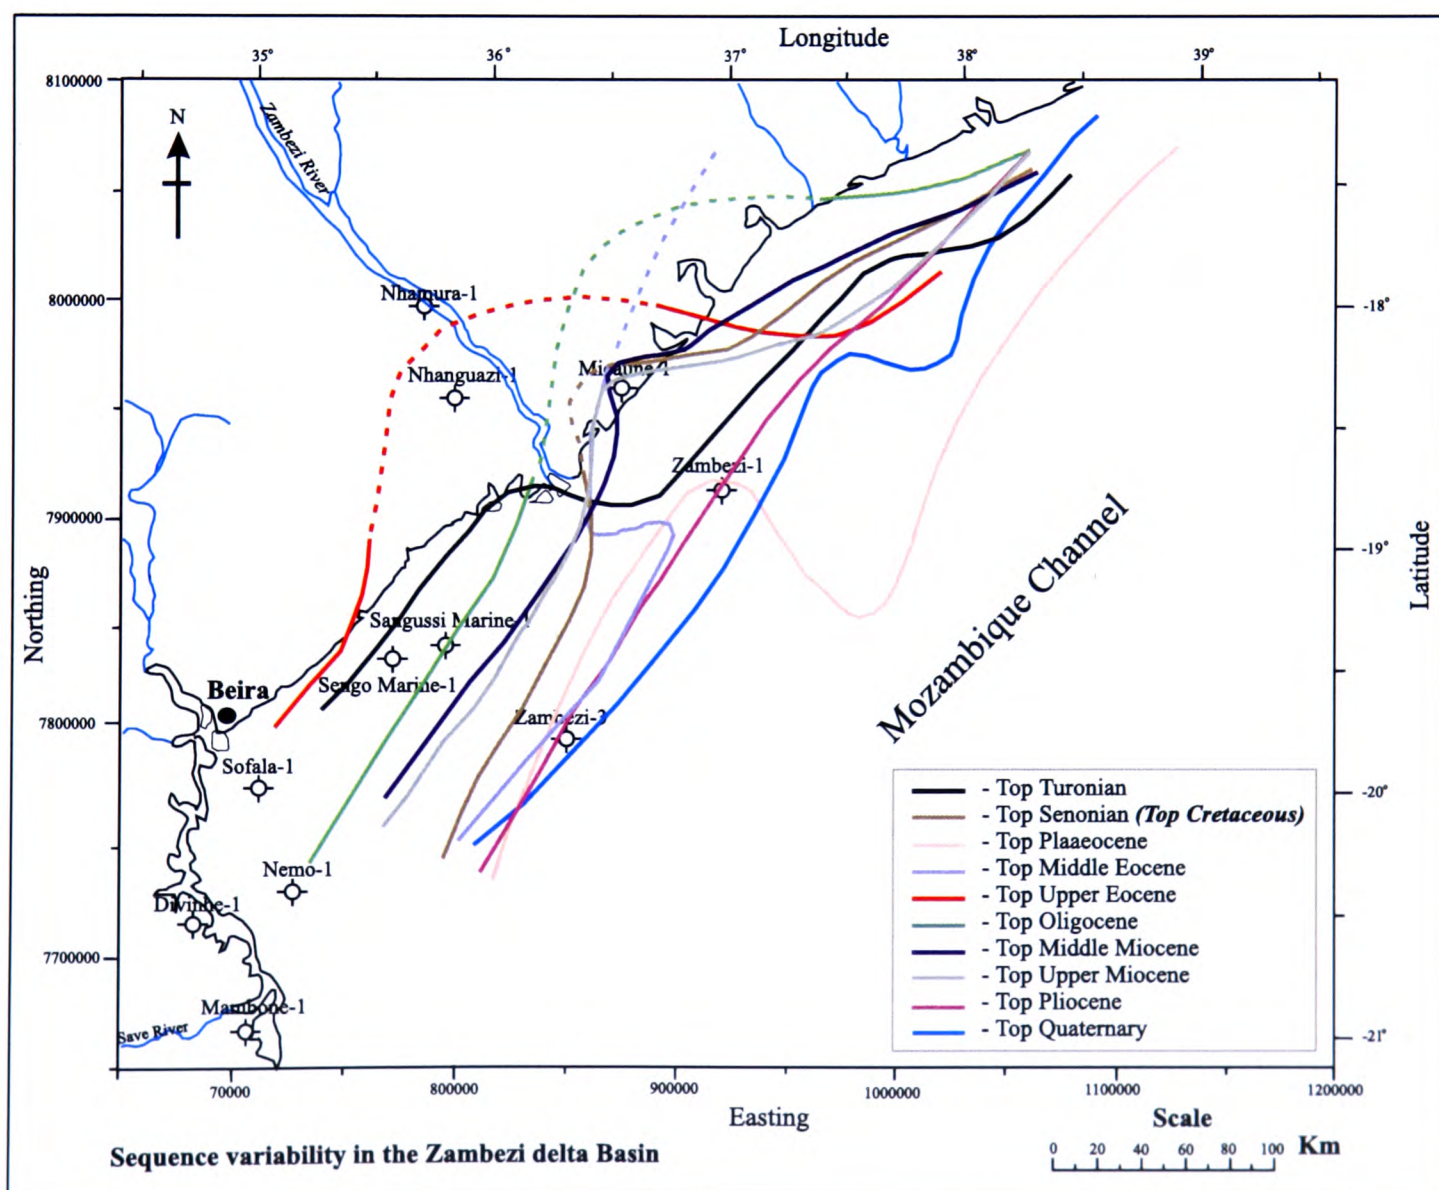 Longitude
35°
36°
37°
38°
39°
8100000
N
Zambezi River
8000000
Nhamura-1
-18°
Nhanguazi-1
Micaune-1
Zambezi-1
7900000
-19°
Mozambique Channel
Northing
Latitude
Sangussi Marine-1
Sengo Marine-1
Beira
7800000
Zambezi-3
Sofala-1
-20°
- Top Turonian
- Top Senonian (Top Cretaceous)
- Top Plaaeocene
- Top Middle Eocene
- Top Upper Eocene
- Top Oligocene
- Top Middle Miocene
- Top Upper Miocene
- Top Pliocene
- Top Quaternary
Nemo-1
Divinhe-1
7700000
Mambone-1
Save River
-21°
70000
800000
900000
1000000
1100000
1200000
Easting
Scale
0 20 40 60 80 100 Km
Sequence variability in the Zambezi delta Basin